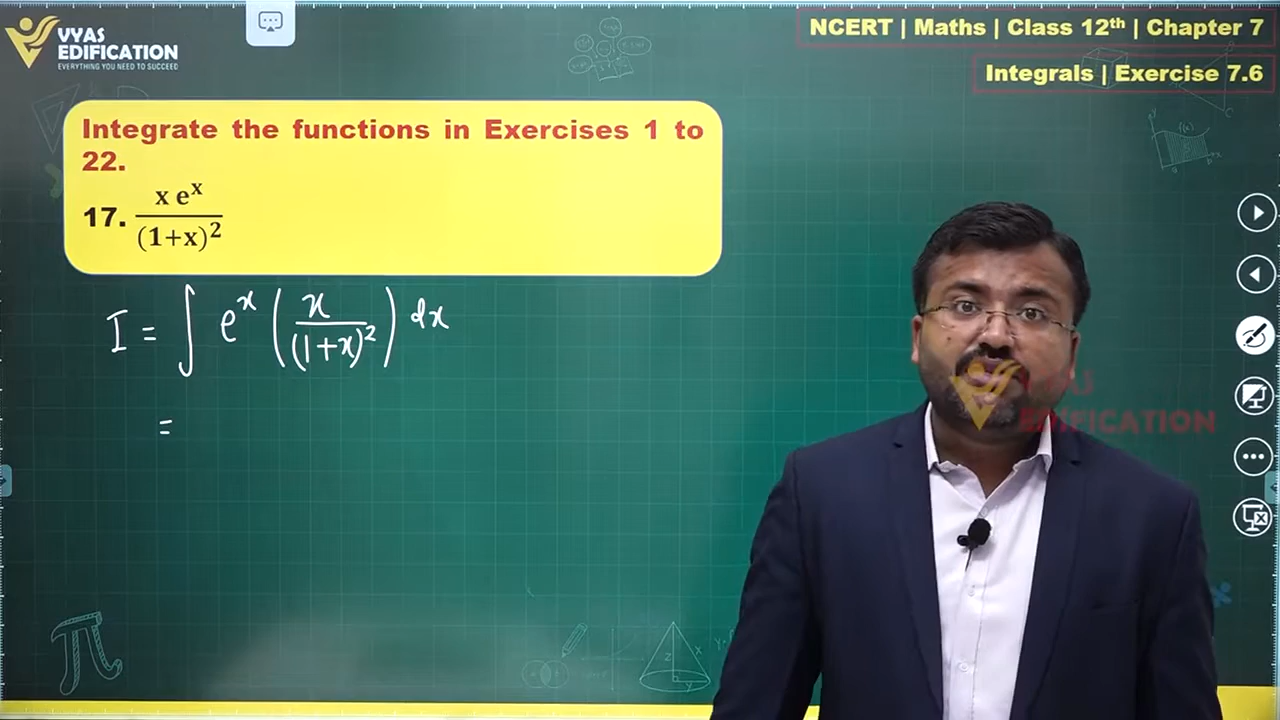 VYAS
EDIFICATION
EVERYTHING YOU NEED TO SUCCEED
NCERT | Maths | Class 12th | Chapter 7
Integrals | Exercise 7.6
Integrate the functions in Exercises 1 to
22.
17. x e^x / (1+x)^2
I = ∫ e^x ( x / (1+x)^2 ) dx
=
VYAS
EDIFICATION